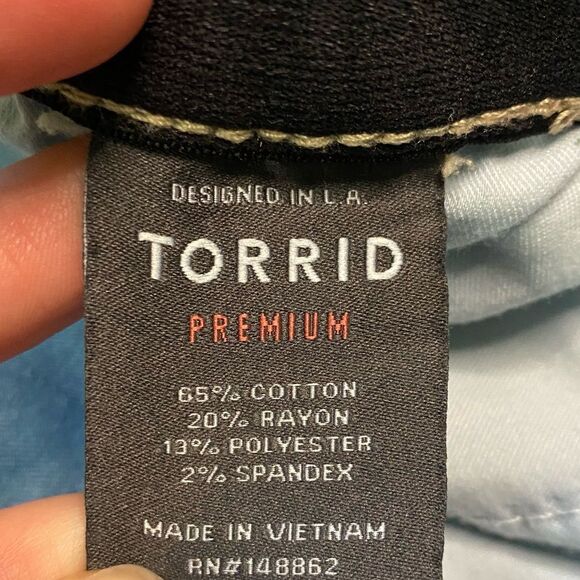 DESIGNED IN L.A.
TORRID
PREMIUM
65% COTTON
20% RAYON
13% POLYESTER
2% SPANDEX
MADE IN VIETNAM
RN#148862